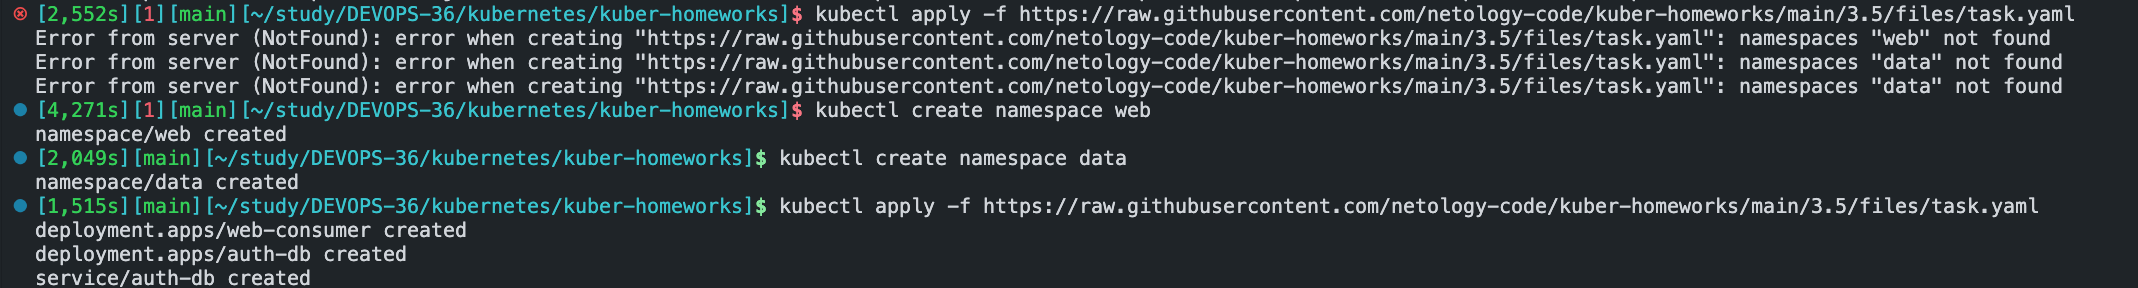 [2,552s][1][main][~/study/DEVOPS-36/kubernetes/kuber-homeworks]$ kubectl apply -f https://raw.githubusercontent.com/netology-code/kuber-homeworks/main/3.5/files/task.yaml
Error from server (NotFound): error when creating "https://raw.githubusercontent.com/netology-code/kuber-homeworks/main/3.5/files/task.yaml": namespaces "web" not found
Error from server (NotFound): error when creating "https://raw.githubusercontent.com/netology-code/kuber-homeworks/main/3.5/files/task.yaml": namespaces "data" not found
Error from server (NotFound): error when creating "https://raw.githubusercontent.com/netology-code/kuber-homeworks/main/3.5/files/task.yaml": namespaces "data" not found
[4,271s][1][main][~/study/DEVOPS-36/kubernetes/kuber-homeworks]$ kubectl create namespace web
namespace/web created
[2,049s][main][~/study/DEVOPS-36/kubernetes/kuber-homeworks]$ kubectl create namespace data
namespace/data created
[1,515s][main][~/study/DEVOPS-36/kubernetes/kuber-homeworks]$ kubectl apply -f https://raw.githubusercontent.com/netology-code/kuber-homeworks/main/3.5/files/task.yaml
deployment.apps/web-consumer created
deployment.apps/auth-db created
service/auth-db created